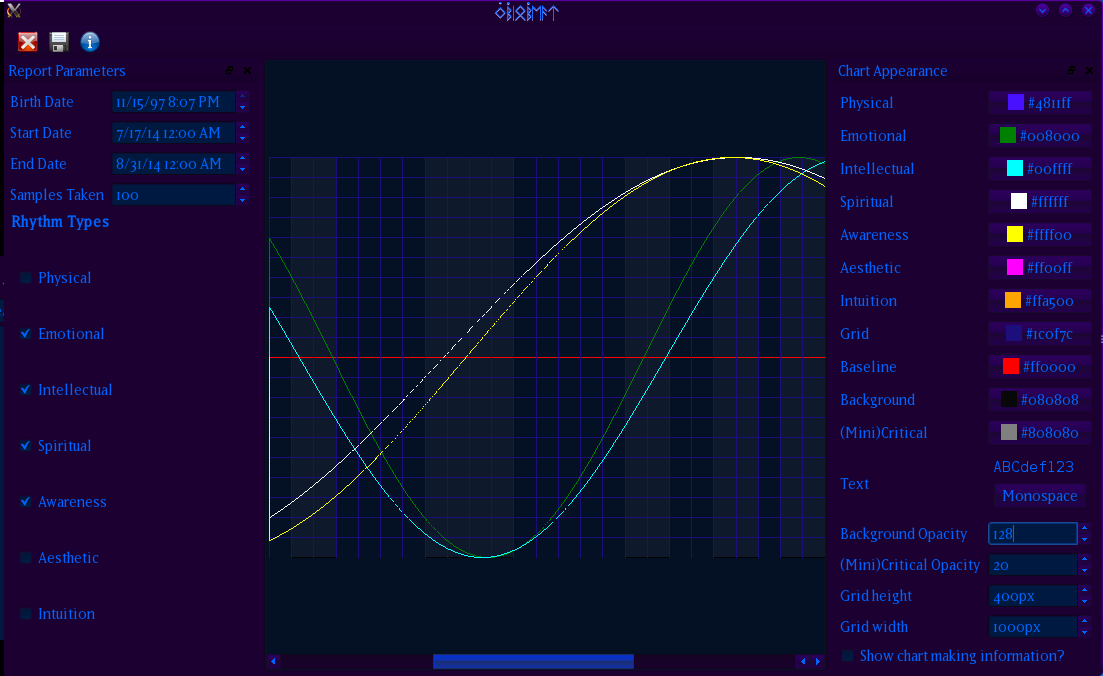 Report Parameters
Birth Date 11/15/97 8:07 PM
Start Date 7/17/14 12:00 AM
End Date 8/31/14 12:00 AM
Samples Taken 100
Rhythm Types
Physical
Emotional
Intellectual
Spiritual
Awareness
Aesthetic
Intuition
Chart Appearance
Physical #4811ff
Emotional #008000
Intellectual #00ffff
Spiritual #ffffff
Awareness #ffff00
Aesthetic #ff00ff
Intuition #ffa500
Grid #1c0f7c
Baseline #ff0000
Background #080808
(Mini)Critical #808080
ABCdef123
Text
Monospace
Background Opacity 128
(Mini)Critical Opacity 20
Grid height 400px
Grid width 1000px
Show chart making information?